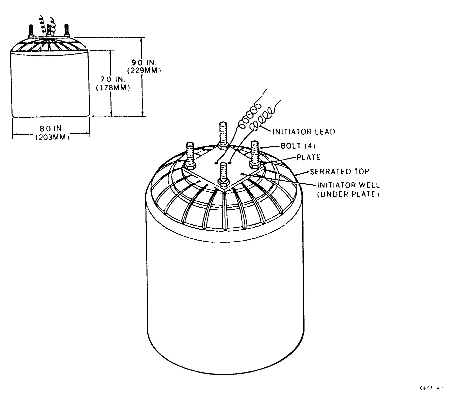 9.0 IN.
(229MM)
7.0 IN.
(178MM)
8.0 IN
(203MM)
INITIATOR LEAD
BOLT (4)
PLATE
SERRATED TOP
INITIATOR WELL
(UNDER PLATE)